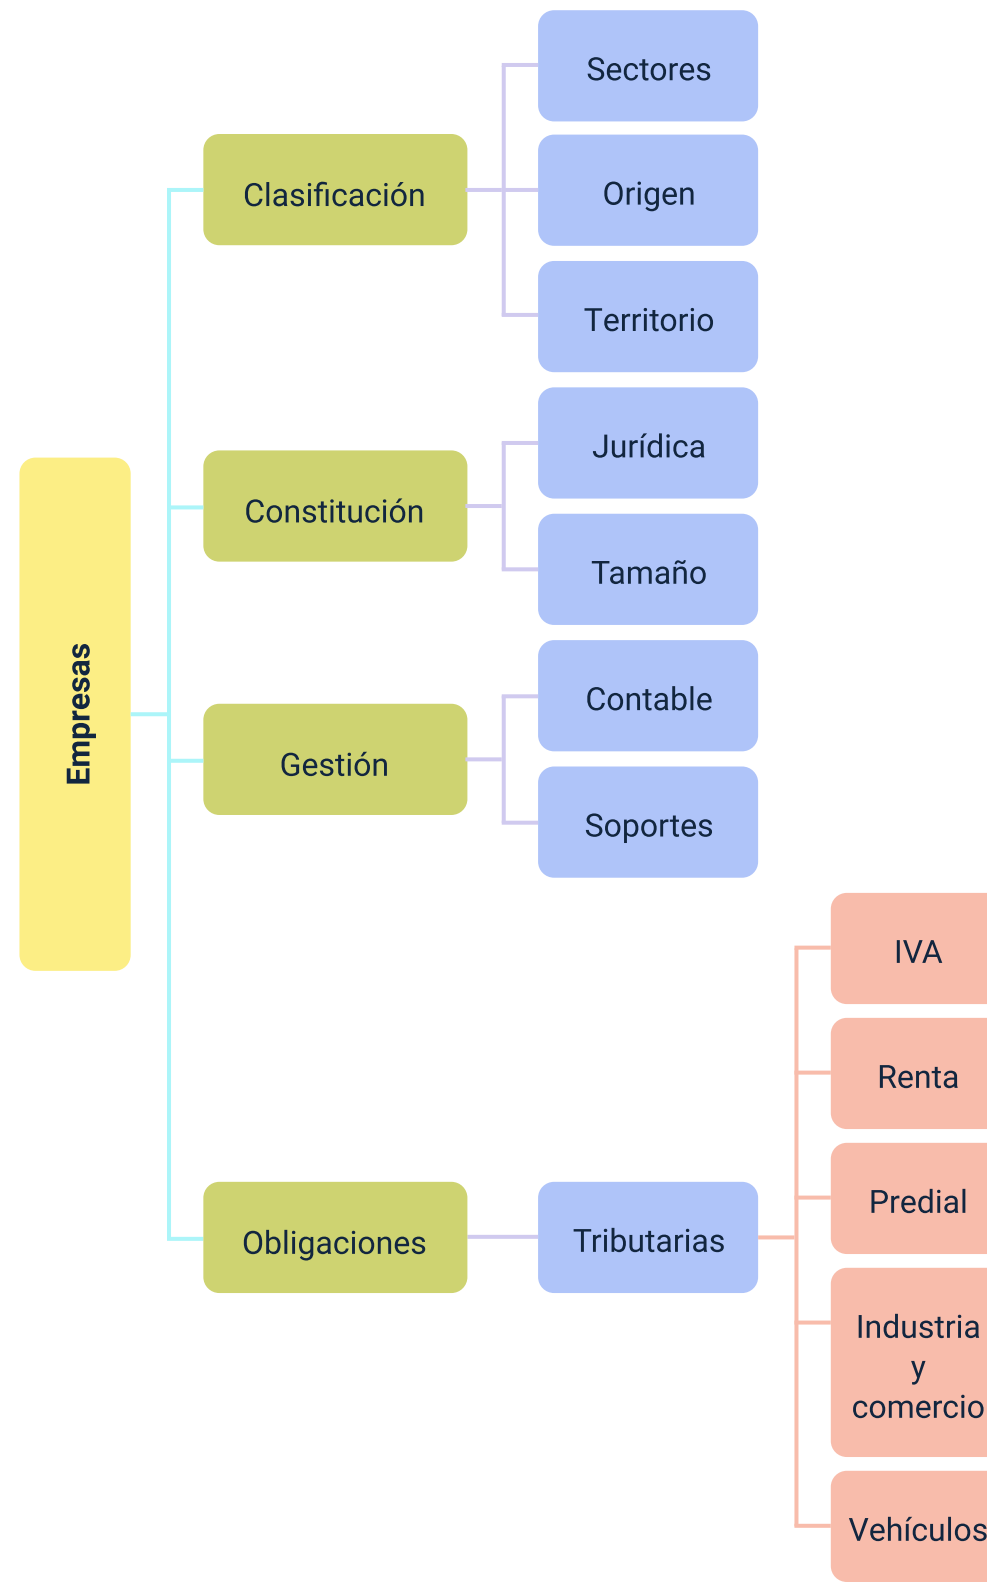 Empresas
Clasificación
Sectores
Origen
Territorio
Constitución
Jurídica
Tamaño
Gestión
Contable
Soportes
Obligaciones
Tributarias
IVA
Renta
Predial
Industria
y
comercio
Vehículos